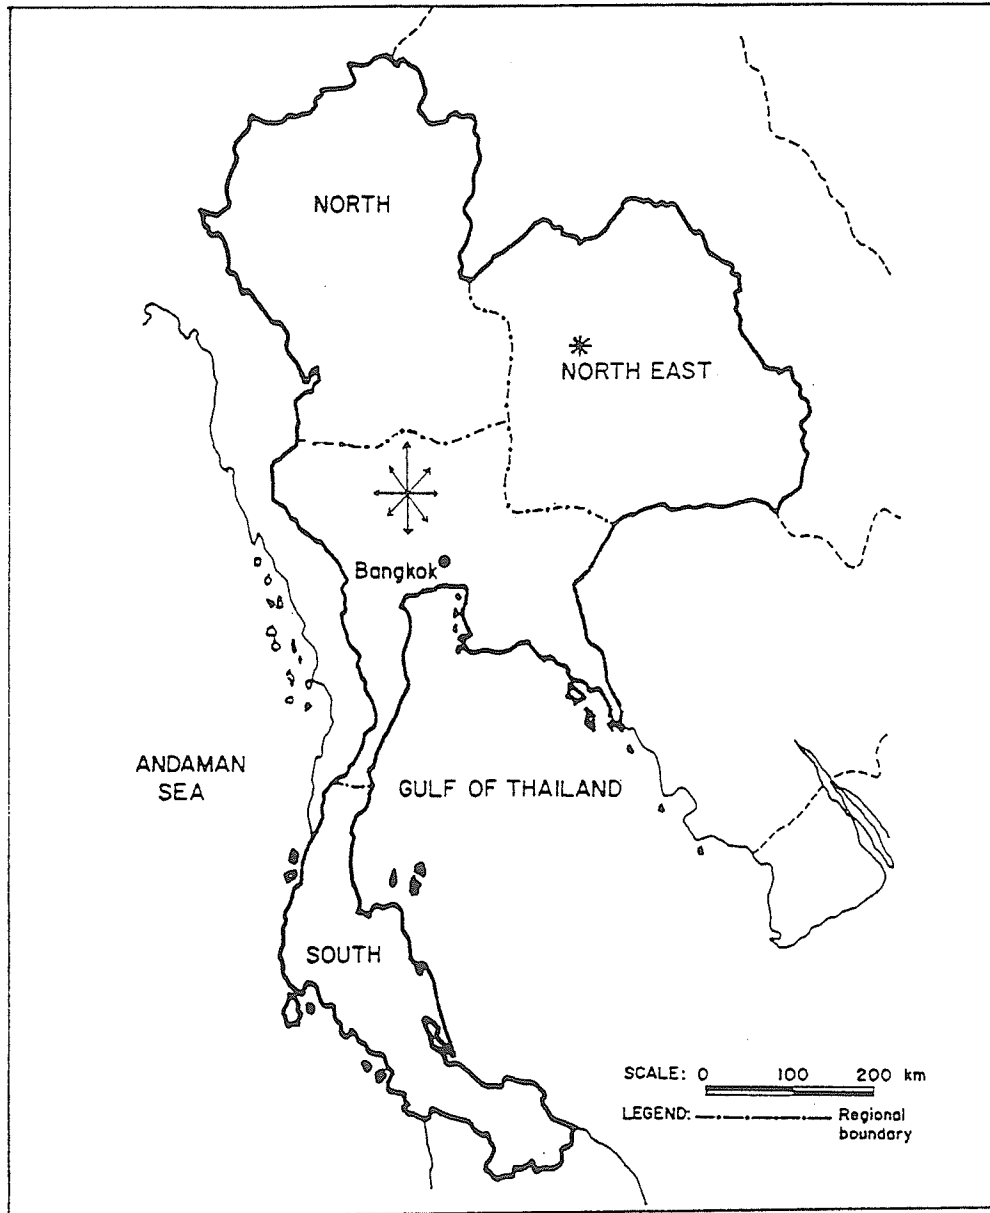 NORTH
NORTH EAST
Bangkok
ANDAMAN
SEA
GULF OF THAILAND
SOUTH
SCALE: 0 100 200 km
LEGEND: Regional
boundary